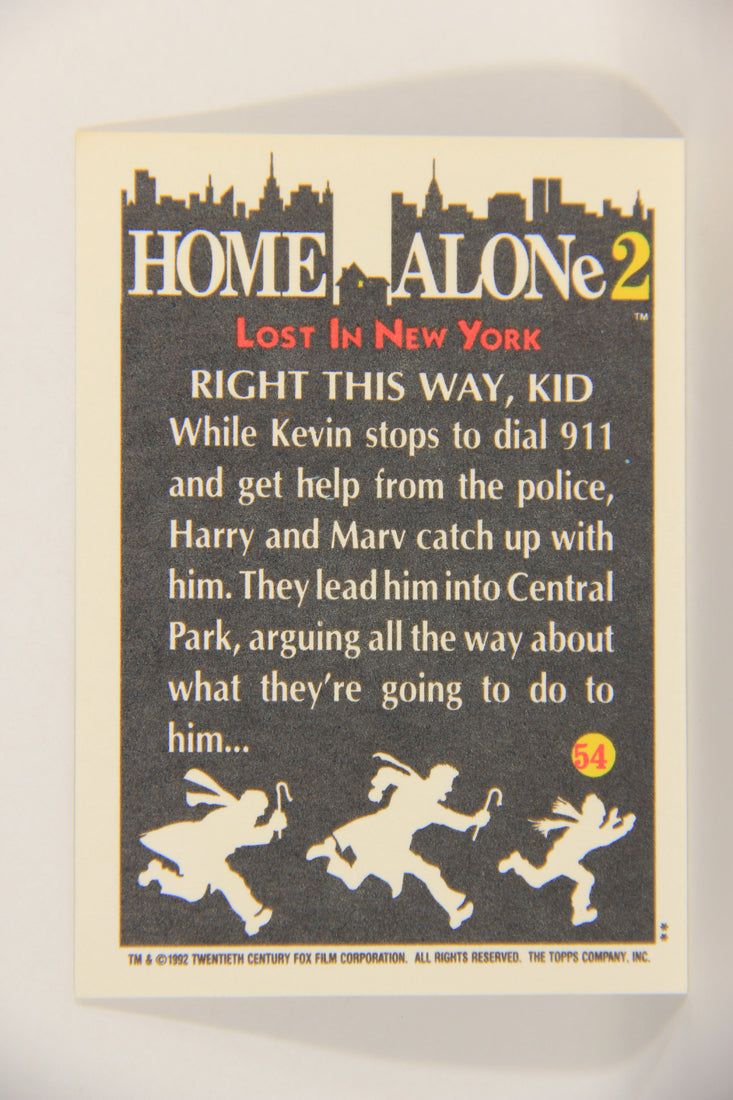 HOME ALONe 2
™
LOST IN NEW YORK
RIGHT THIS WAY, KID
While Kevin stops to dial 911
and get help from the police,
Harry and Marv catch up with
him. They lead him into Central
Park, arguing all the way about
what they're going to do to
him...
54
**
TM & ©1992 TWENTIETH CENTURY FOX FILM CORPORATION. ALL RIGHTS RESERVED. THE TOPPS COMPANY, INC.